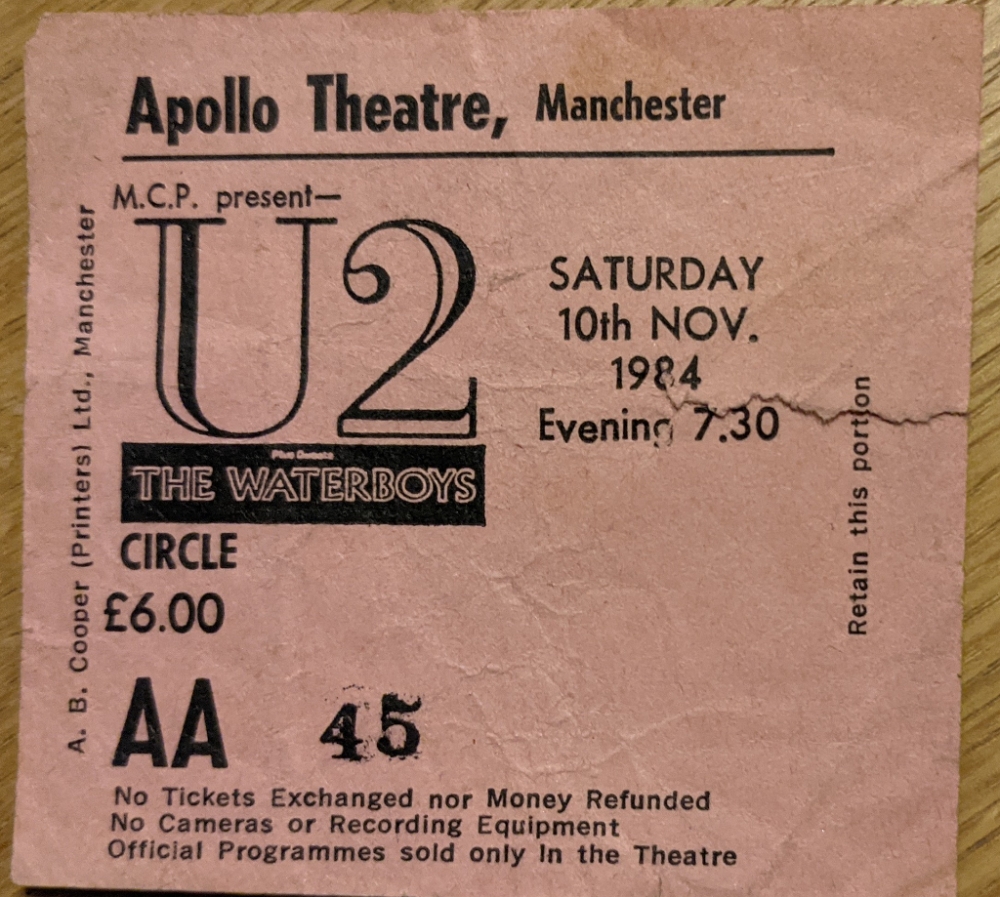 Apollo Theatre, Manchester
M.C.P. present—
U2
SATURDAY
10th NOV.
1984
Evening 7.30
Plus Guests
THE WATERBOYS
CIRCLE
£6.00
AA 45
No Tickets Exchanged nor Money Refunded
No Cameras or Recording Equipment
Official Programmes sold only in the Theatre
A. B. Cooper (Printers) Ltd., Manchester
Retain this portion